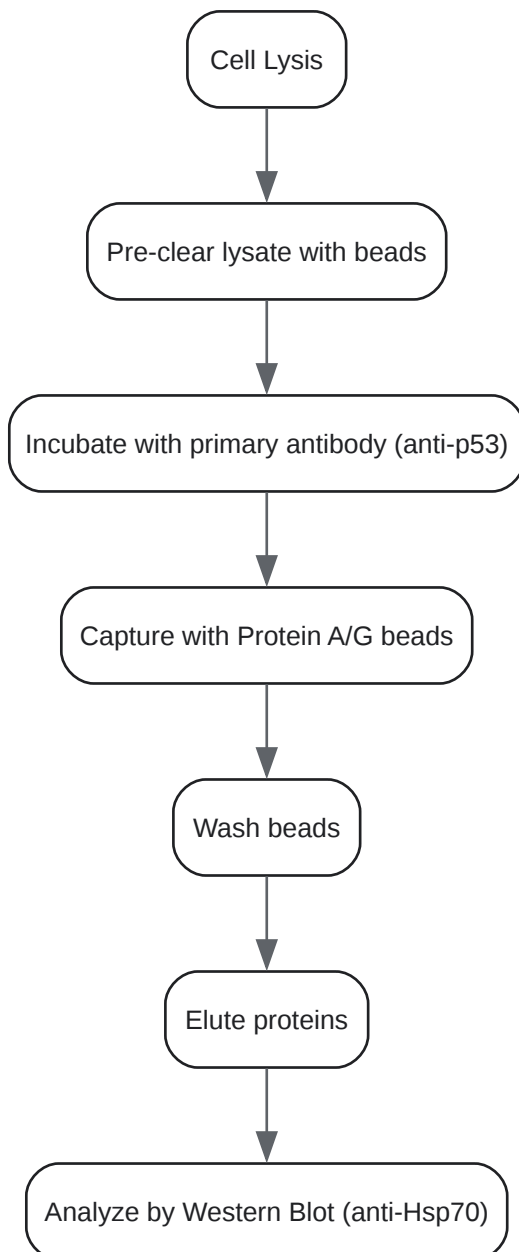 Cell Lysis
Pre-clear lysate with beads
Incubate with primary antibody (anti-p53)
Capture with Protein A/G beads
Wash beads
Elute proteins
Analyze by Western Blot (anti-Hsp70)